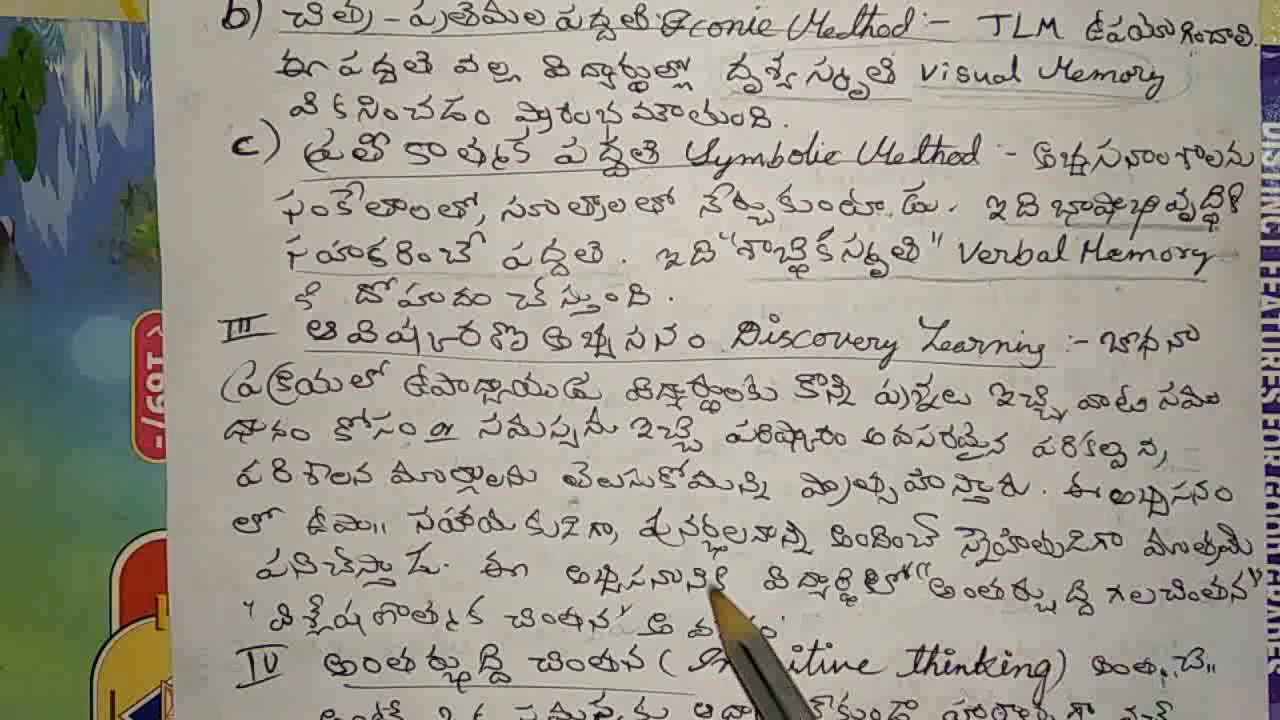 b) చిత్ర - ప్రతిమల పద్ధతి Iconic Method :- TLM ఉపయోగించాలి
ఈ పద్ధతి వల్ల విద్యార్థుల్లో దృశ్య స్మృతి Visual Memory
వికసించడం ప్రారంభమౌతుంది.
c) ప్రతీకాత్మక పద్ధతి Symbolic Method - అభ్యసనాంశాలను
సంకేతాలతో, సూత్రాలతో నేర్చుకుంటాడు. ఇది భాషాభివృద్ధికి
సహకరించే పద్ధతి. ఇది "శాబ్దిక స్మృతి" Verbal Memory
కి దోహదం చేస్తుంది.
III ఆవిష్కరణ అభ్యసనం Discovery Learning :- బోధనా
ప్రక్రియలో ఉపాధ్యాయుడు విద్యార్థులకు కొన్ని ప్రశ్నలు ఇచ్చి వాటి సమా
ధానం కోసం or సమస్యను ఇచ్చి పరిష్కారం అవసరమైన పరికల్పన,
పరిశీలన మార్గాలను తెలుసుకోమని ప్రోత్సహిస్తారు. ఈ అభ్యసనం
లో ఉపా॥ సహాయకుడిగా, పునర్బలనాన్ని అందించే స్నేహితుడిగా మాత్రమే
పనిచేస్తాడు. ఈ అభ్యసనానికి విద్యార్థిలో "అంతర్బుద్ధి గల చింతన"
"విశ్లేషణాత్మక చింతన"
IV అంతర్బుద్ధి చింతన ( thinking) అంత॥ చి॥